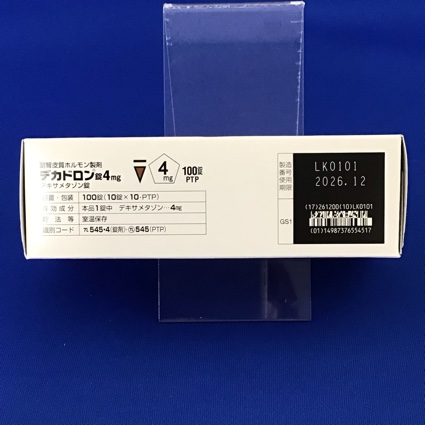 副腎皮質ホルモン製剤
デカドロン錠4mg
デキサメタゾン錠
4
mg
100錠
PTP
・包装 100錠(10錠×10・PTP)
成分 本品1錠中 デキサメタゾン…4mg
法等 室温保存
識別コード 545・4(錠剤)・545(PTP)
製造
番号
使用
期限
LK0101
2026.12
GS1
(17)261200(10)LK0101
(01)14987376554517